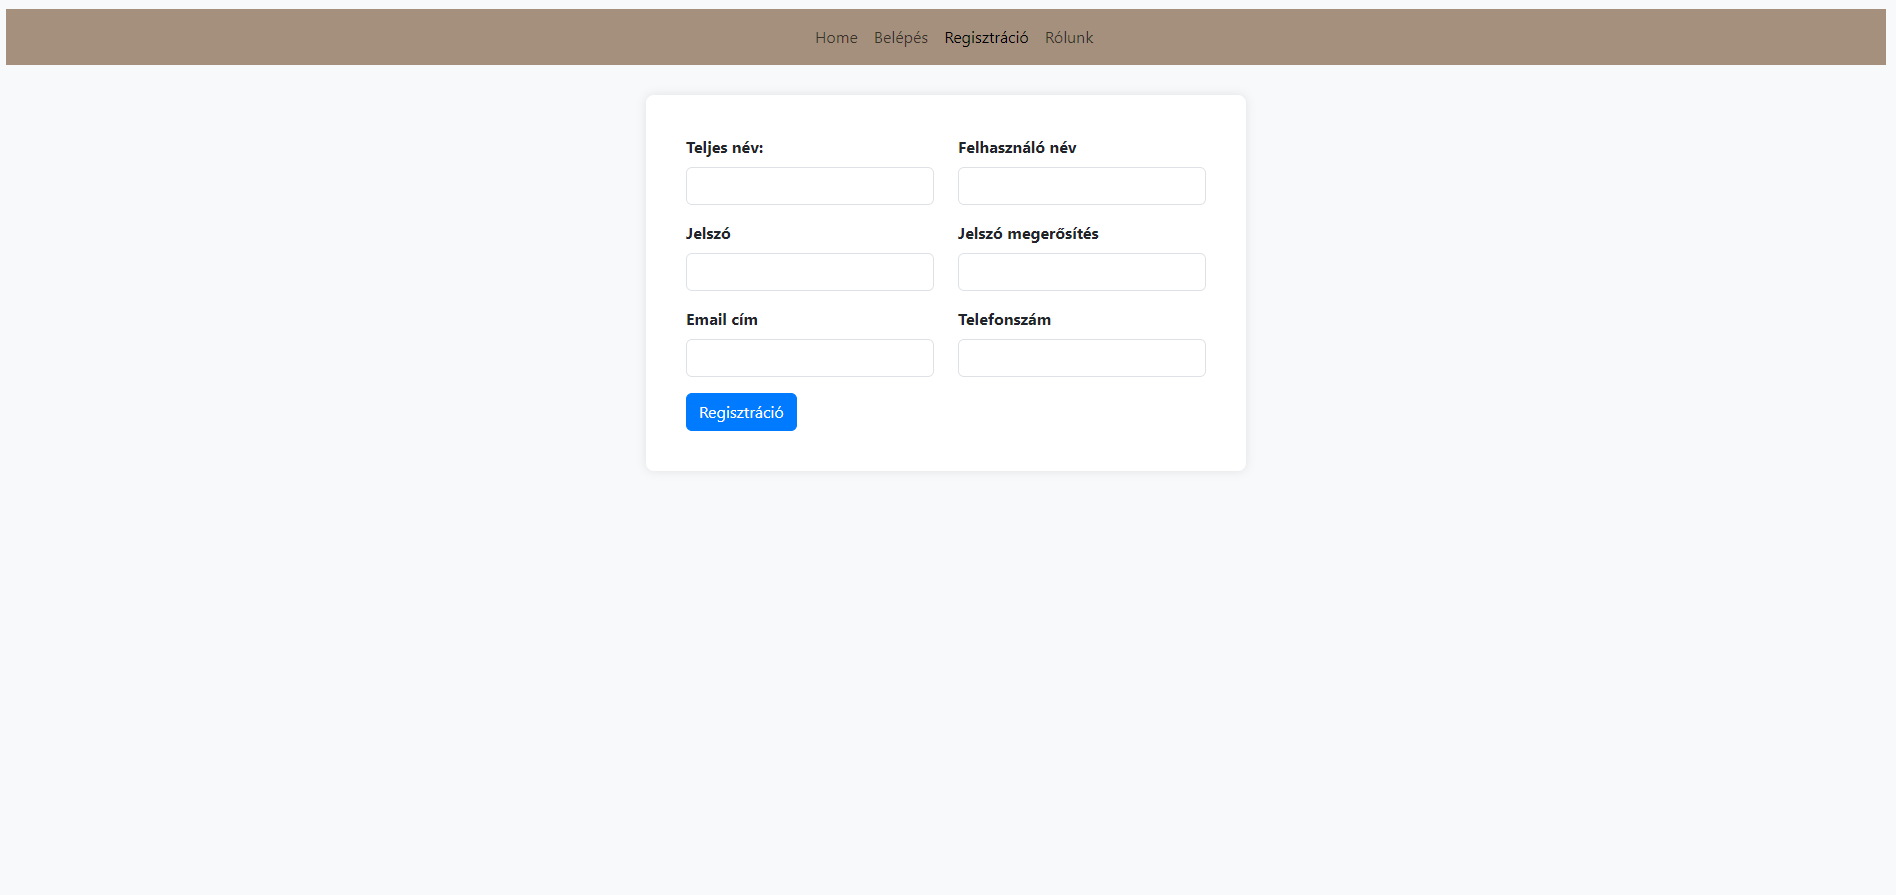 Home Belépés Regisztráció Rólunk
Teljes név: Felhasználó név
Jelszó Jelszó megerősítés
Email cím Telefonszám
Regisztráció